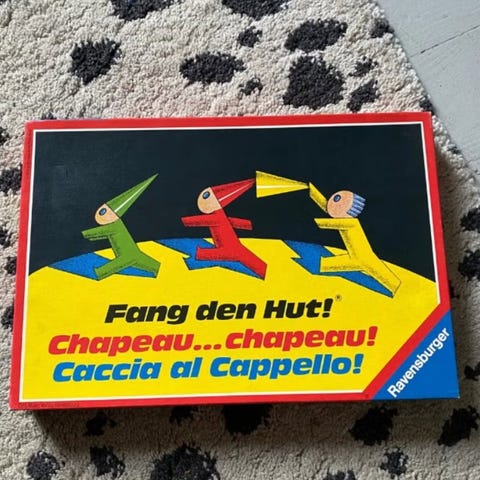 Fang den Hut!®
Chapeau...chapeau!
Caccia al Cappello!
Ravensburger